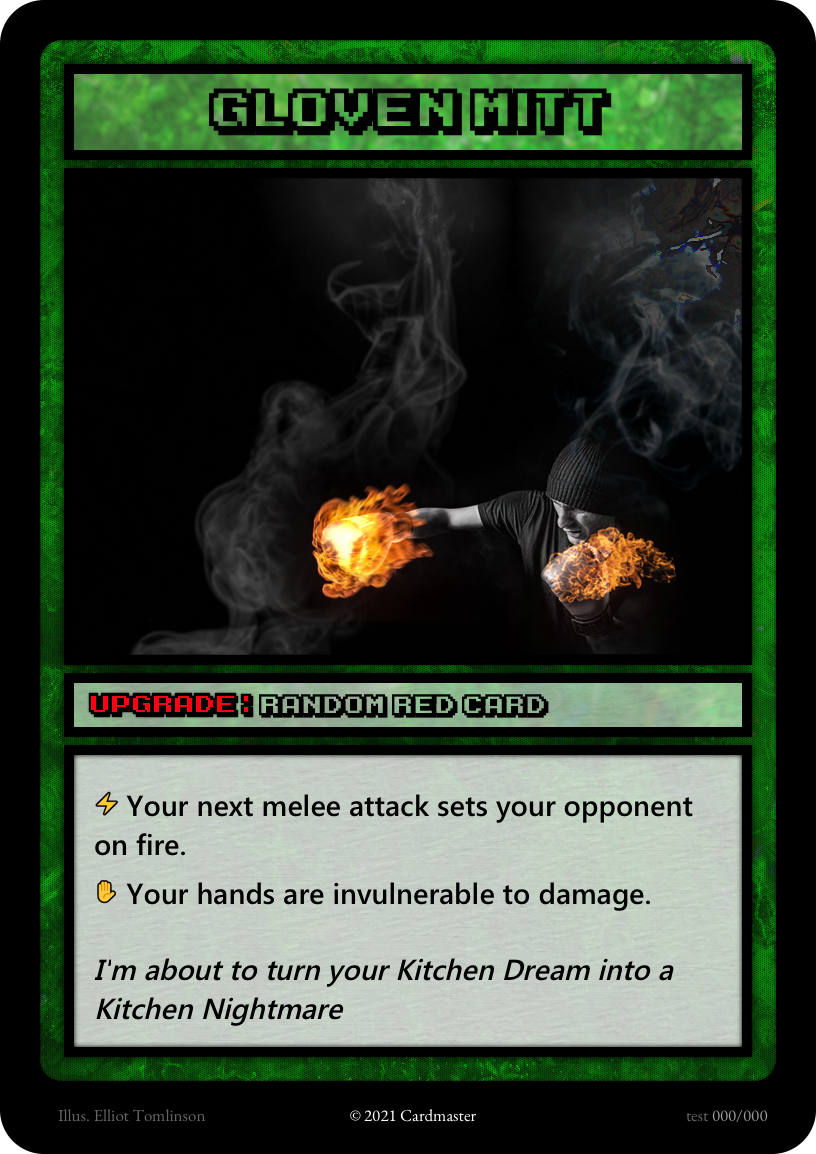 GLOVEN MITT
UPGRADE: RANDOM RED CARD
⚡ Your next melee attack sets your opponent
on fire.
✋ Your hands are invulnerable to damage.
I'm about to turn your Kitchen Dream into a
Kitchen Nightmare
Illus. Elliot Tomlinson © 2021 Cardmaster test 000/000